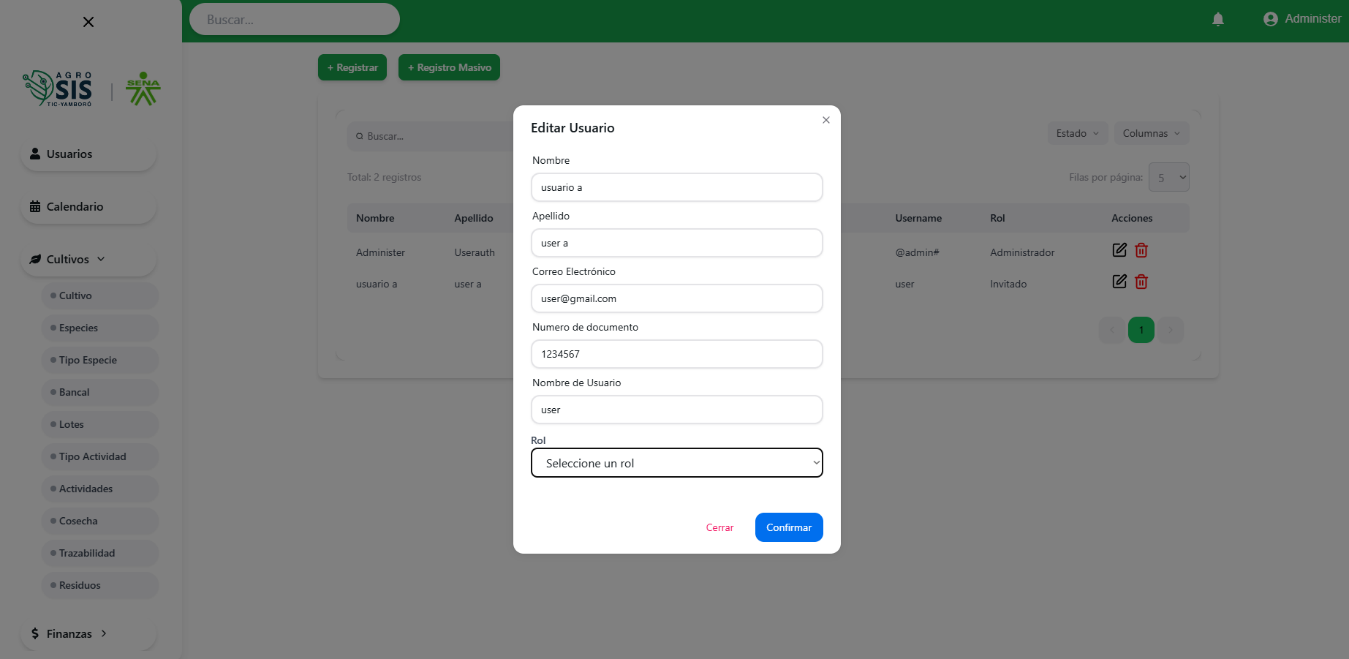 Buscar...
Administer
AGRO
SIS
TIC-YAMBORÓ
SENA
+ Registrar
+ Registro Masivo
Usuarios
Calendario
Cultivos
Cultivo
Especies
Tipo Especie
Bancal
Lotes
Tipo Actividad
Actividades
Cosecha
Trazabilidad
Residuos
Finanzas
Buscar...
Estado
Columnas
Total: 2 registros
Filas por página: 5
Nombre Apellido Username Rol Acciones
Administer Userauth @admin# Administrador
usuario a user a user Invitado
1
Editar Usuario
Nombre
usuario a
Apellido
user a
Correo Electrónico
user@gmail.com
Numero de documento
1234567
Nombre de Usuario
user
Rol
Seleccione un rol
Cerrar
Confirmar